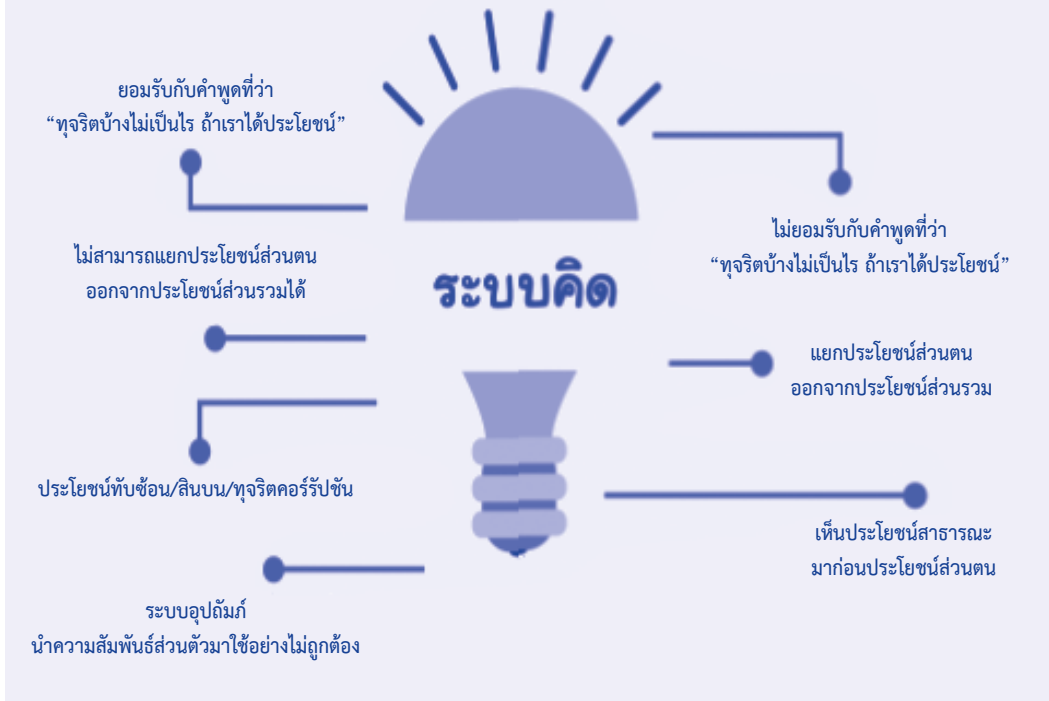 ยอมรับกับคำพูดที่ว่า
“ทุจริตบ้างไม่เป็นไร ถ้าเราได้ประโยชน์”
ไม่สามารถแยกประโยชน์ส่วนตน
ออกจากประโยชน์ส่วนรวมได้
ประโยชน์ทับซ้อน/สินบน/ทุจริตคอร์รัปชัน
ระบบอุปถัมภ์
นำความสัมพันธ์ส่วนตัวมาใช้อย่างไม่ถูกต้อง
ระบบคิด
ไม่ยอมรับกับคำพูดที่ว่า
“ทุจริตบ้างไม่เป็นไร ถ้าเราได้ประโยชน์”
แยกประโยชน์ส่วนตน
ออกจากประโยชน์ส่วนรวม
เห็นประโยชน์สาธารณะ
มาก่อนประโยชน์ส่วนตน